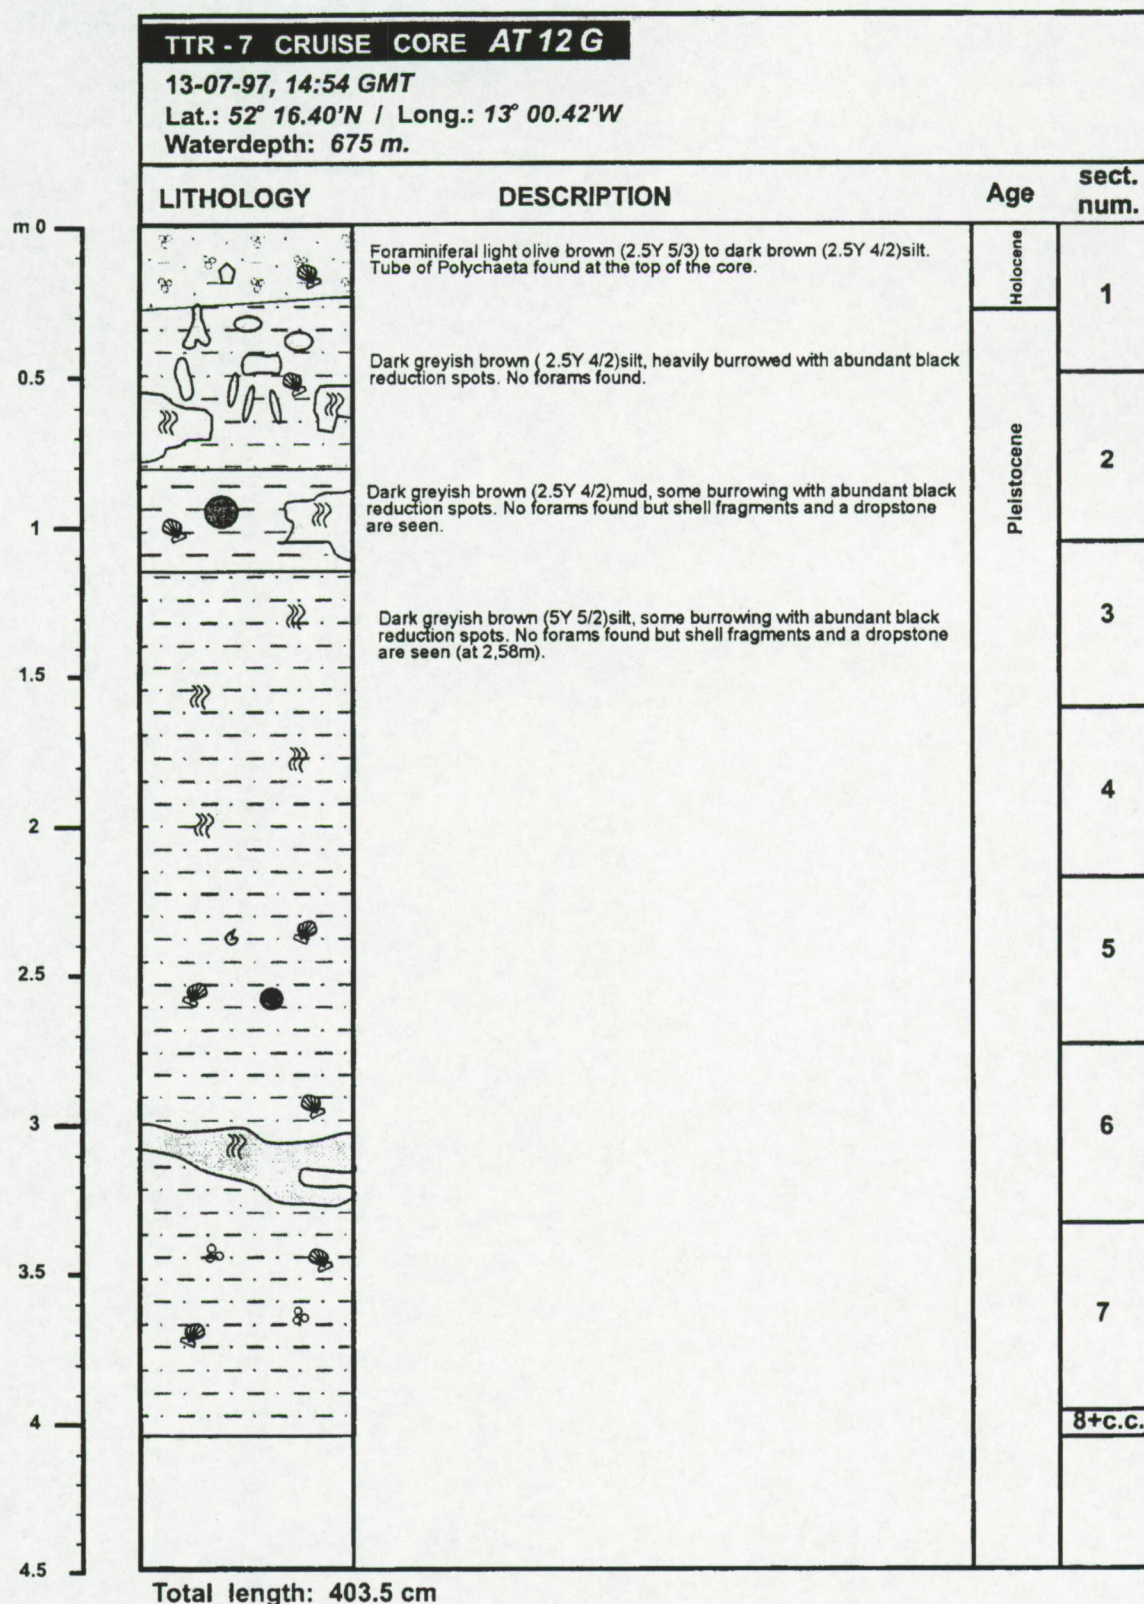 TTR - 7 CRUISE CORE AT 12 G
13-07-97, 14:54 GMT
Lat.: 52° 16.40'N / Long.: 13° 00.42'W
Waterdepth: 675 m.
LITHOLOGY
DESCRIPTION
Age
sect.
num.
m 0
0.5
1
1.5
2
2.5
3
3.5
4
4.5
Foraminiferal light olive brown (2.5Y 5/3) to dark brown (2.5Y 4/2)silt.
Tube of Polychaeta found at the top of the core.
Dark greyish brown ( 2.5Y 4/2)silt, heavily burrowed with abundant black
reduction spots. No forams found.
Dark greyish brown (2.5Y 4/2)mud, some burrowing with abundant black
reduction spots. No forams found but shell fragments and a dropstone
are seen.
Dark greyish brown (5Y 5/2)silt, some burrowing with abundant black
reduction spots. No forams found but shell fragments and a dropstone
are seen (at 2,58m).
Holocene
Pleistocene
1
2
3
4
5
6
7
8+c.c.
Total length: 403.5 cm